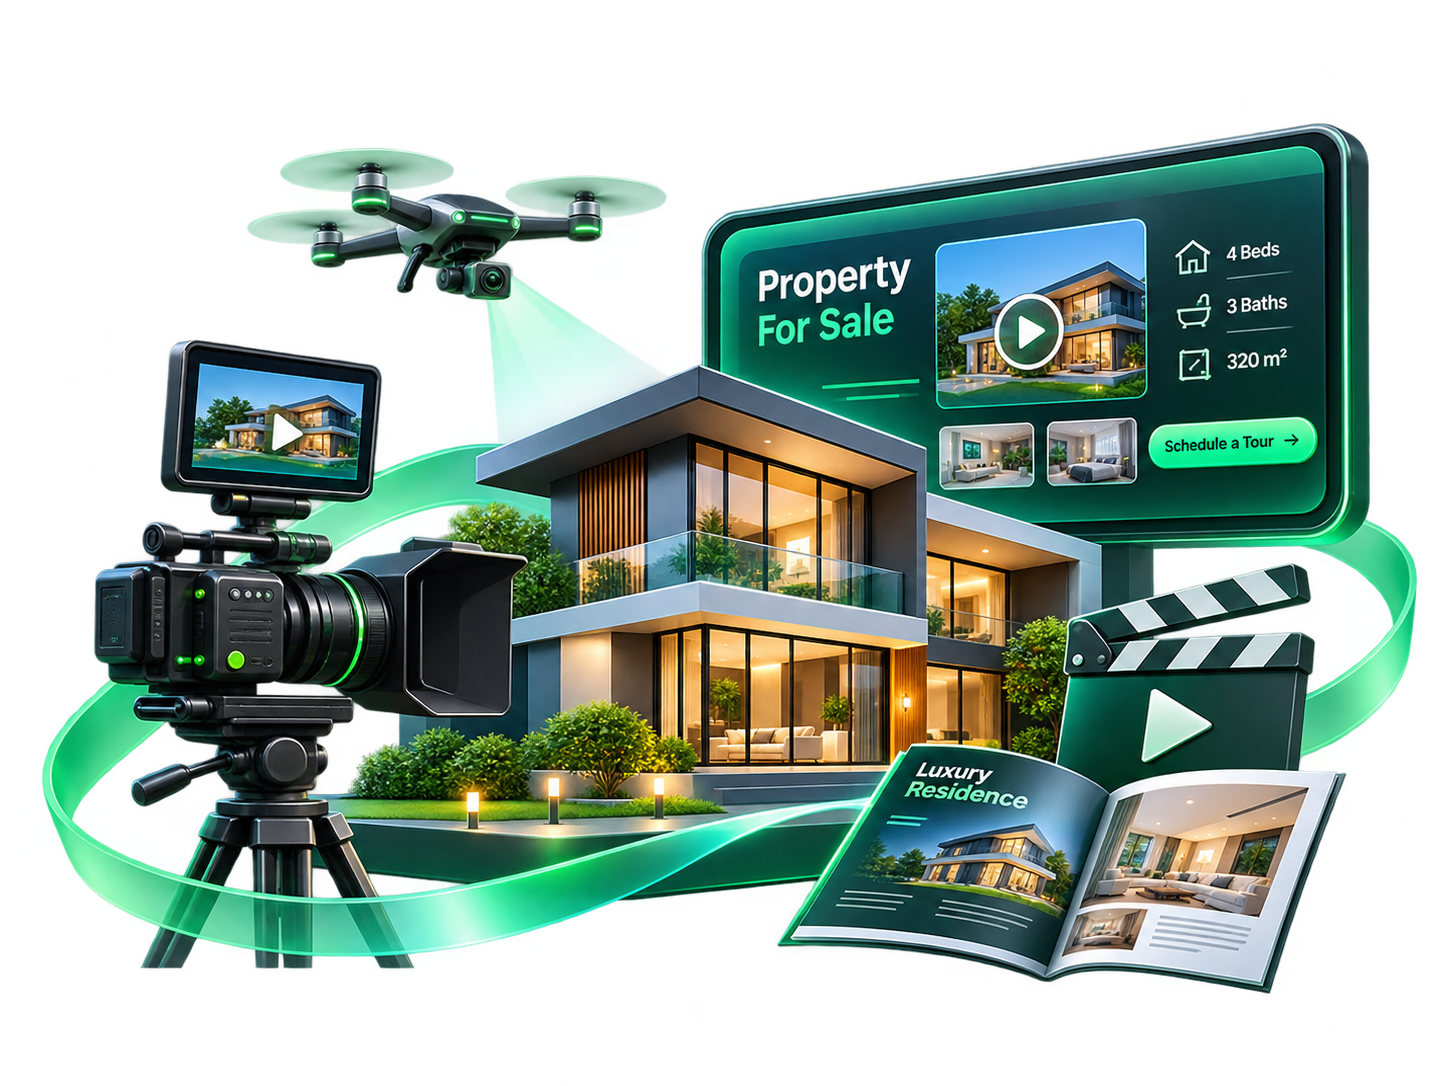 Property
For Sale
4 Beds
3 Baths
320 m²
Schedule a Tour →
Luxury
Residence